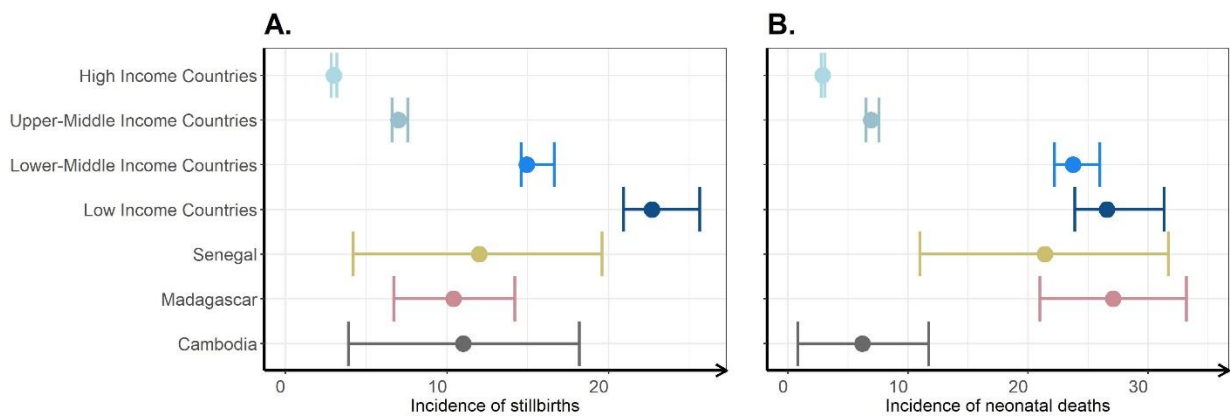 A.
B.
High Income Countries
Upper-Middle Income Countries
Lower-Middle Income Countries
Low Income Countries
Senegal
Madagascar
Cambodia
0 10 20
0 10 20 30
Incidence of stillbirths
Incidence of neonatal deaths